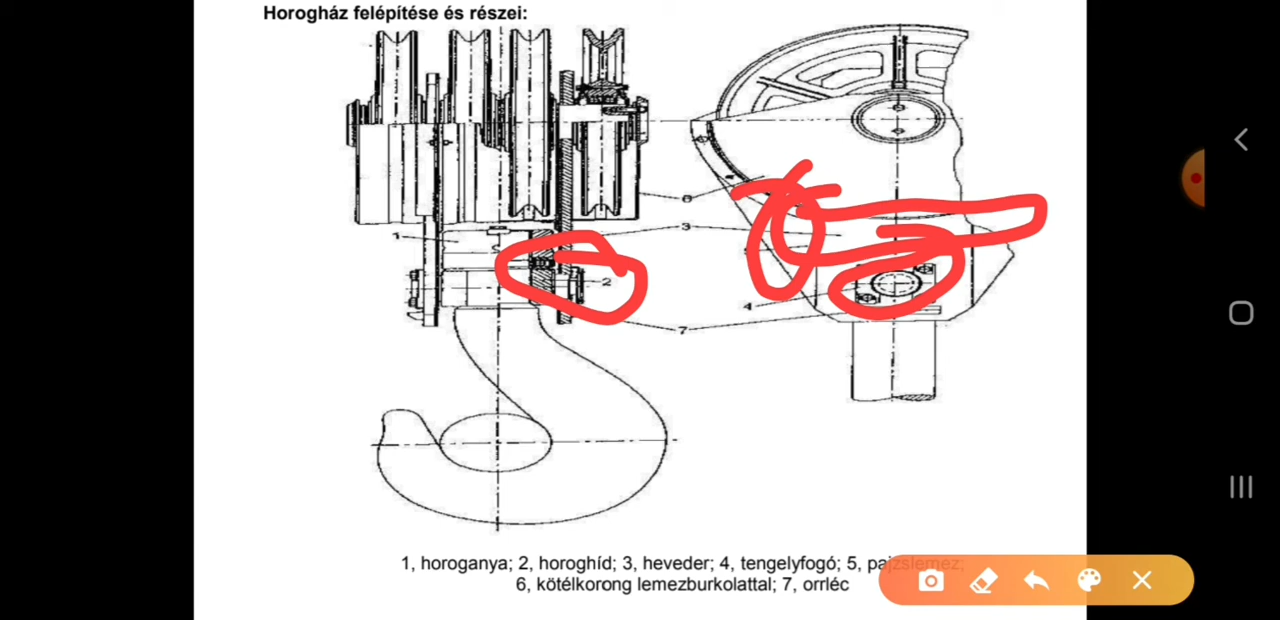 Horogház felépítése és részei:
6
1
3
2
4
7
1, horoganya; 2, horoghíd; 3, heveder; 4, tengelyfogó; 5, pajzslemez;
6, kötélkorong lemezburkolattal; 7, orrléc